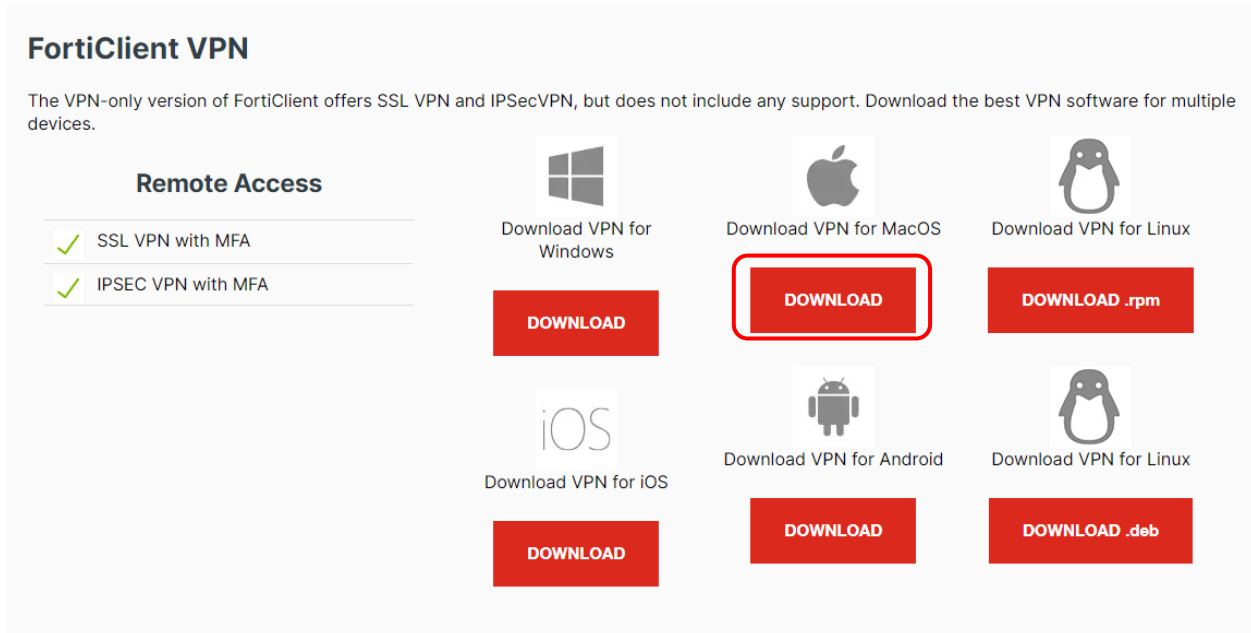 FortiClient VPN
The VPN-only version of FortiClient offers SSL VPN and IPSecVPN, but does not include any support. Download the best VPN software for multiple
devices.
Remote Access
SSL VPN with MFA
IPSEC VPN with MFA
Download VPN for
Windows
DOWNLOAD
Download VPN for MacOS
DOWNLOAD
Download VPN for Linux
DOWNLOAD .rpm
iOS
Download VPN for iOS
DOWNLOAD
Download VPN for Android
DOWNLOAD
Download VPN for Linux
DOWNLOAD .deb